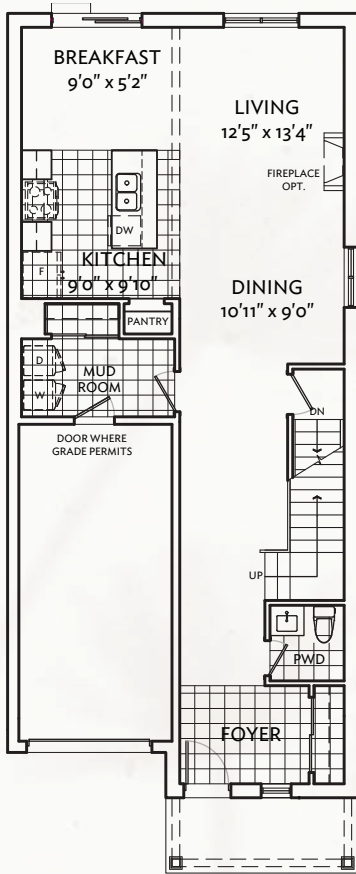 BREAKFAST
9'0" x 5'2"
LIVING
12'5" x 13'4"
FIREPLACE
OPT.
DW
F
KITCHEN
9'0" x 9'10"
DINING
10'11" x 9'0"
PANTRY
D
W
MUD
ROOM
DN
DOOR WHERE
GRADE PERMITS
UP
PWD
FOYER